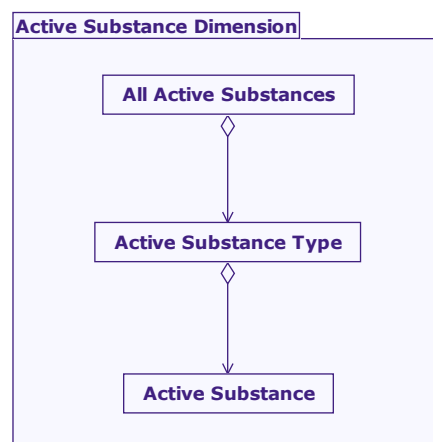 Active Substance Dimension
All Active Substances
Active Substance Type
Active Substance